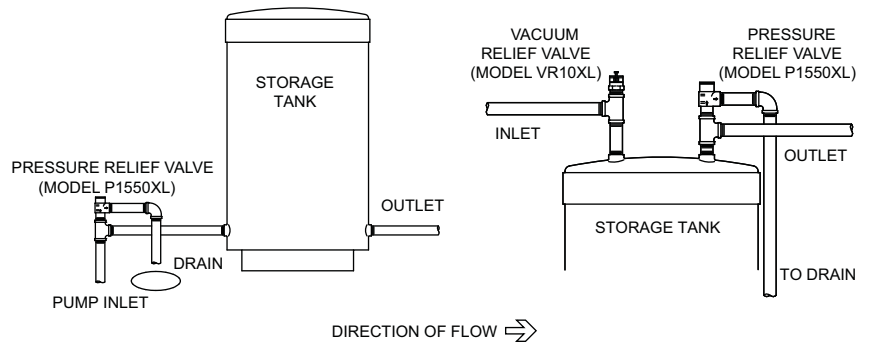 STORAGE
TANK
PRESSURE RELIEF VALVE
(MODEL P1550XL)
OUTLET
DRAIN
PUMP INLET
VACUUM
RELIEF VALVE
(MODEL VR10XL)
PRESSURE
RELIEF VALVE
(MODEL P1550XL)
INLET
OUTLET
STORAGE TANK
TO DRAIN
DIRECTION OF FLOW